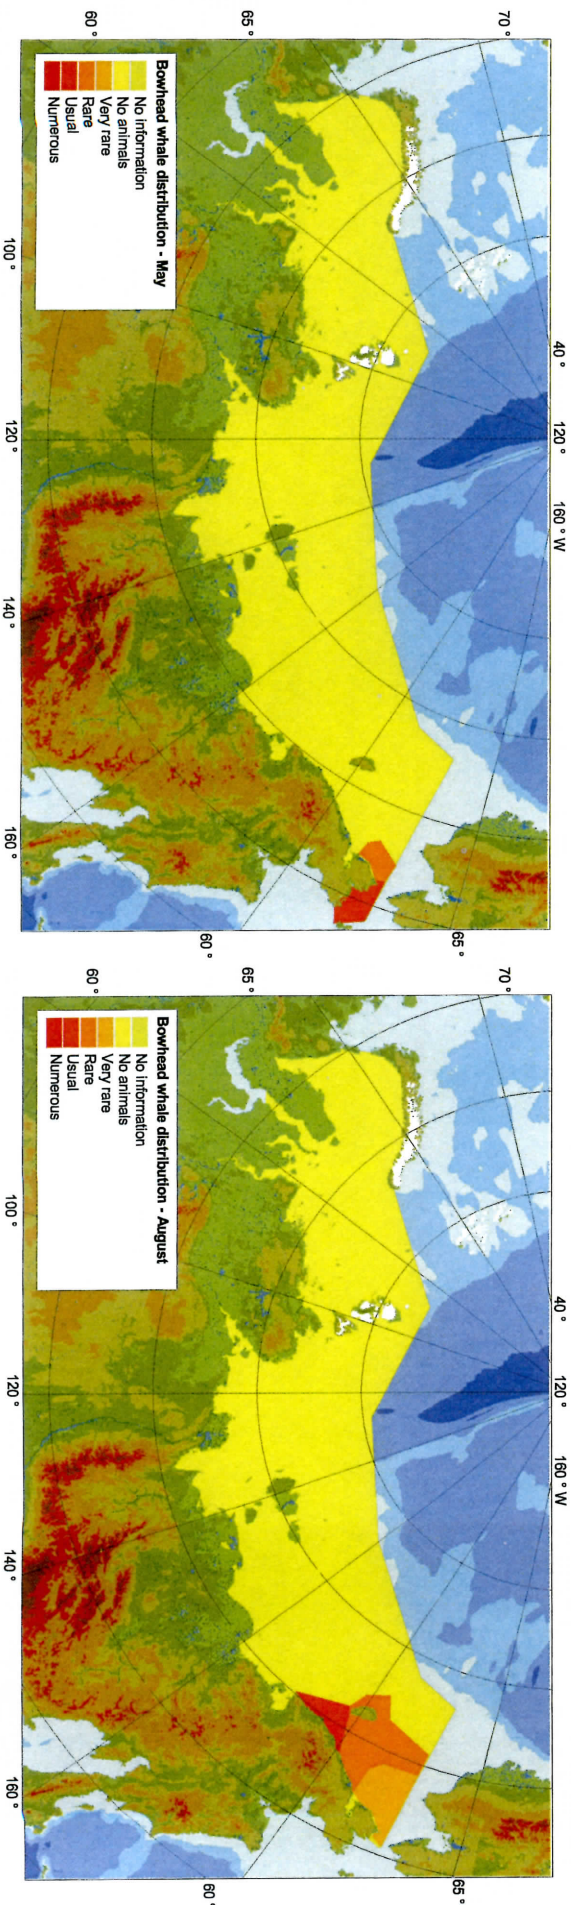 40° 120° 160° W
70°
65°
65°
60°
60°
Bowhead whale distribution - May
No information
No animals
Very rare
Rare
Usual
Numerous
100° 120° 140° 160°
40° 120° 160° W
70°
65°
65°
60°
60°
Bowhead whale distribution - August
No information
No animals
Very rare
Rare
Usual
Numerous
100° 120° 140° 160°